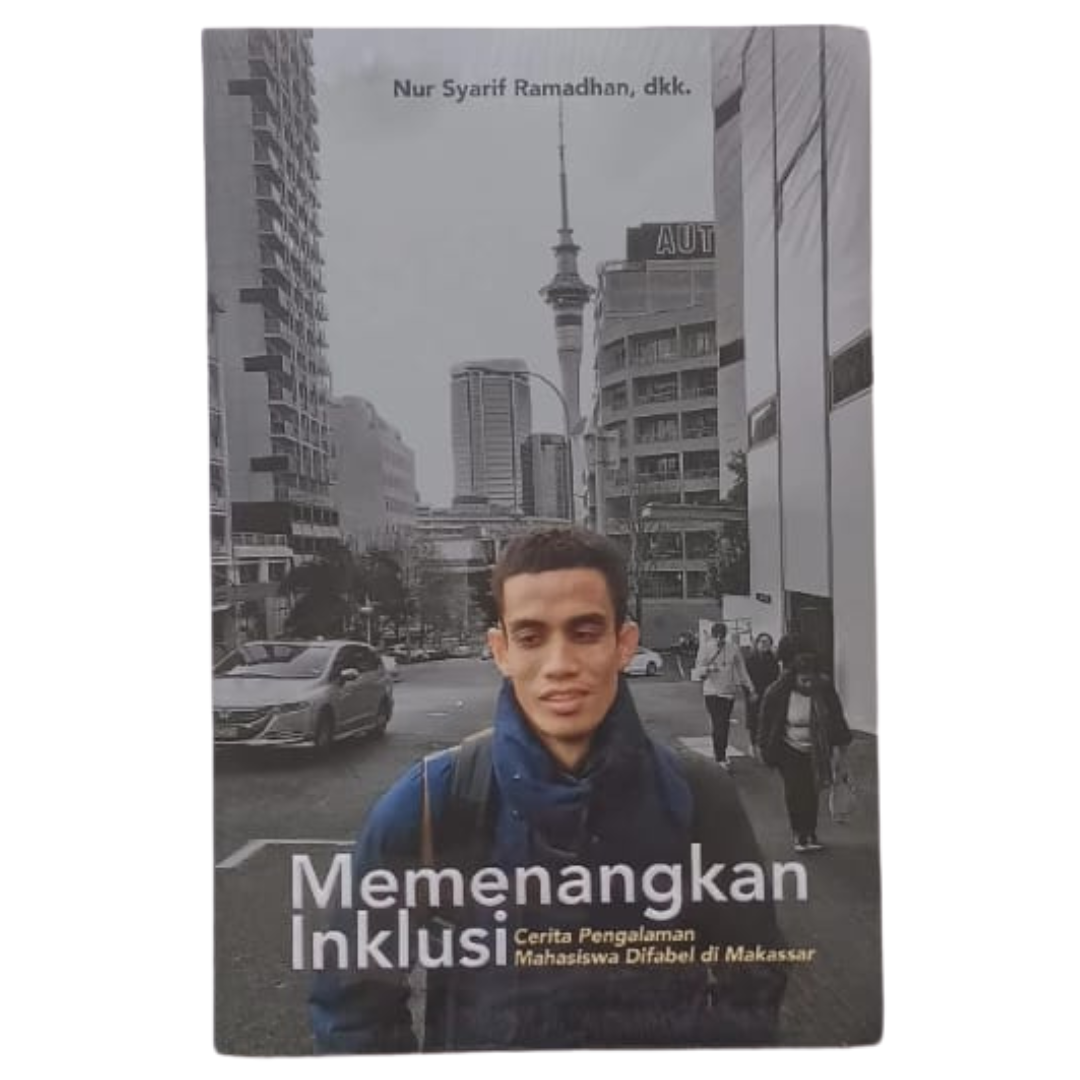 Nur Syarif Ramadhan, dkk.
AUT
Memenangkan
Inklusi
Cerita Pengalaman
Mahasiswa Difabel di Makassar